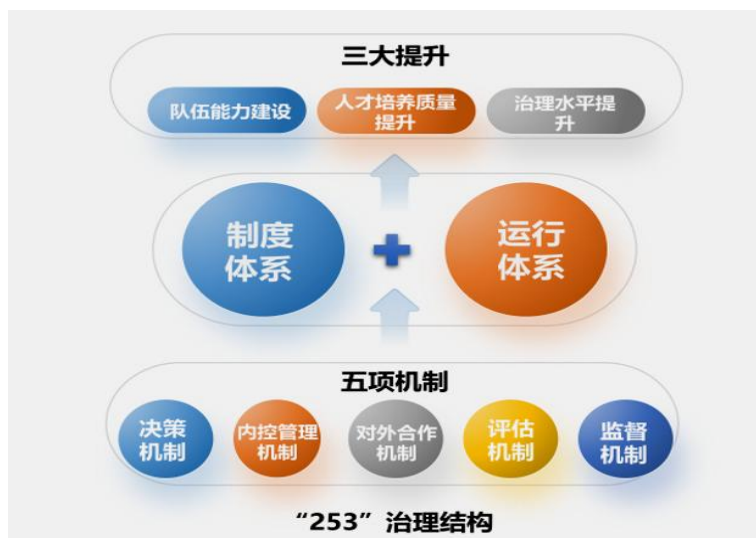 三大提升
队伍能力建设
人才培养质量
提升
治理水平提
升
制度
体系
运行
体系
五项机制
决策
机制
内控管理
机制
对外合作
机制
评估
机制
监督
机制
“253”治理结构